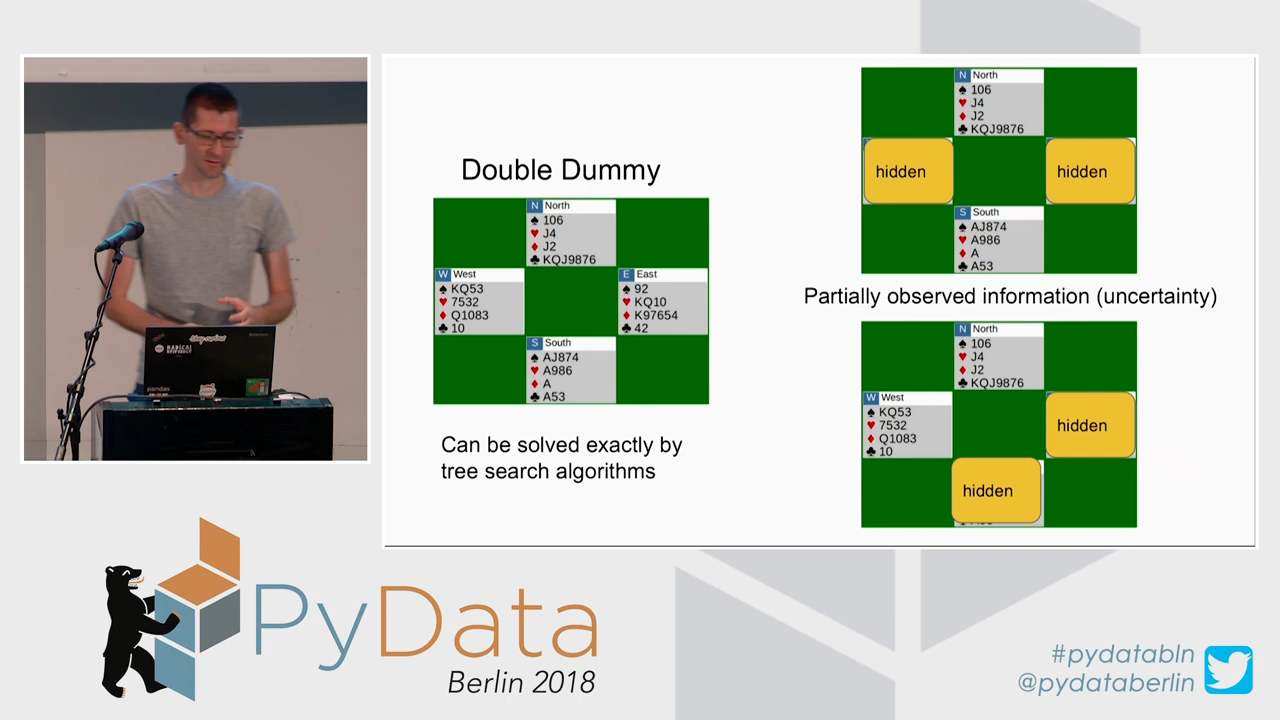 Double Dummy
N North
♠ 106
♥ J4
♦ J2
♣ KQJ9876
W West
♠ KQ53
♥ 7532
♦ Q1083
♣ 10
E East
♠ 92
♥ KQ10
♦ K97654
♣ 42
S South
♠ AJ874
♥ A986
♦ A
♣ A53
Can be solved exactly by
tree search algorithms
N North
♠ 106
♥ J4
♦ J2
♣ KQJ9876
hidden
hidden
S South
♠ AJ874
♥ A986
♦ A
♣ A53
Partially observed information (uncertainty)
N North
♠ 106
♥ J4
♦ J2
♣ KQJ9876
W West
♠ KQ53
♥ 7532
♦ Q1083
♣ 10
hidden
hidden
pandas
PyData
Berlin 2018
#pydatabln
@pydataberlin